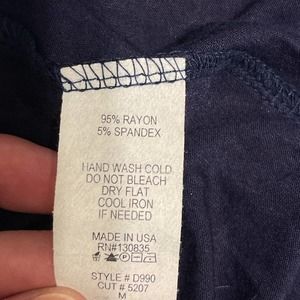 95% RAYON
5% SPANDEX
HAND WASH COLD
DO NOT BLEACH
DRY FLAT
COOL IRON
IF NEEDED
MADE IN USA
RN#130835
STYLE # D990
CUT # 5207
M